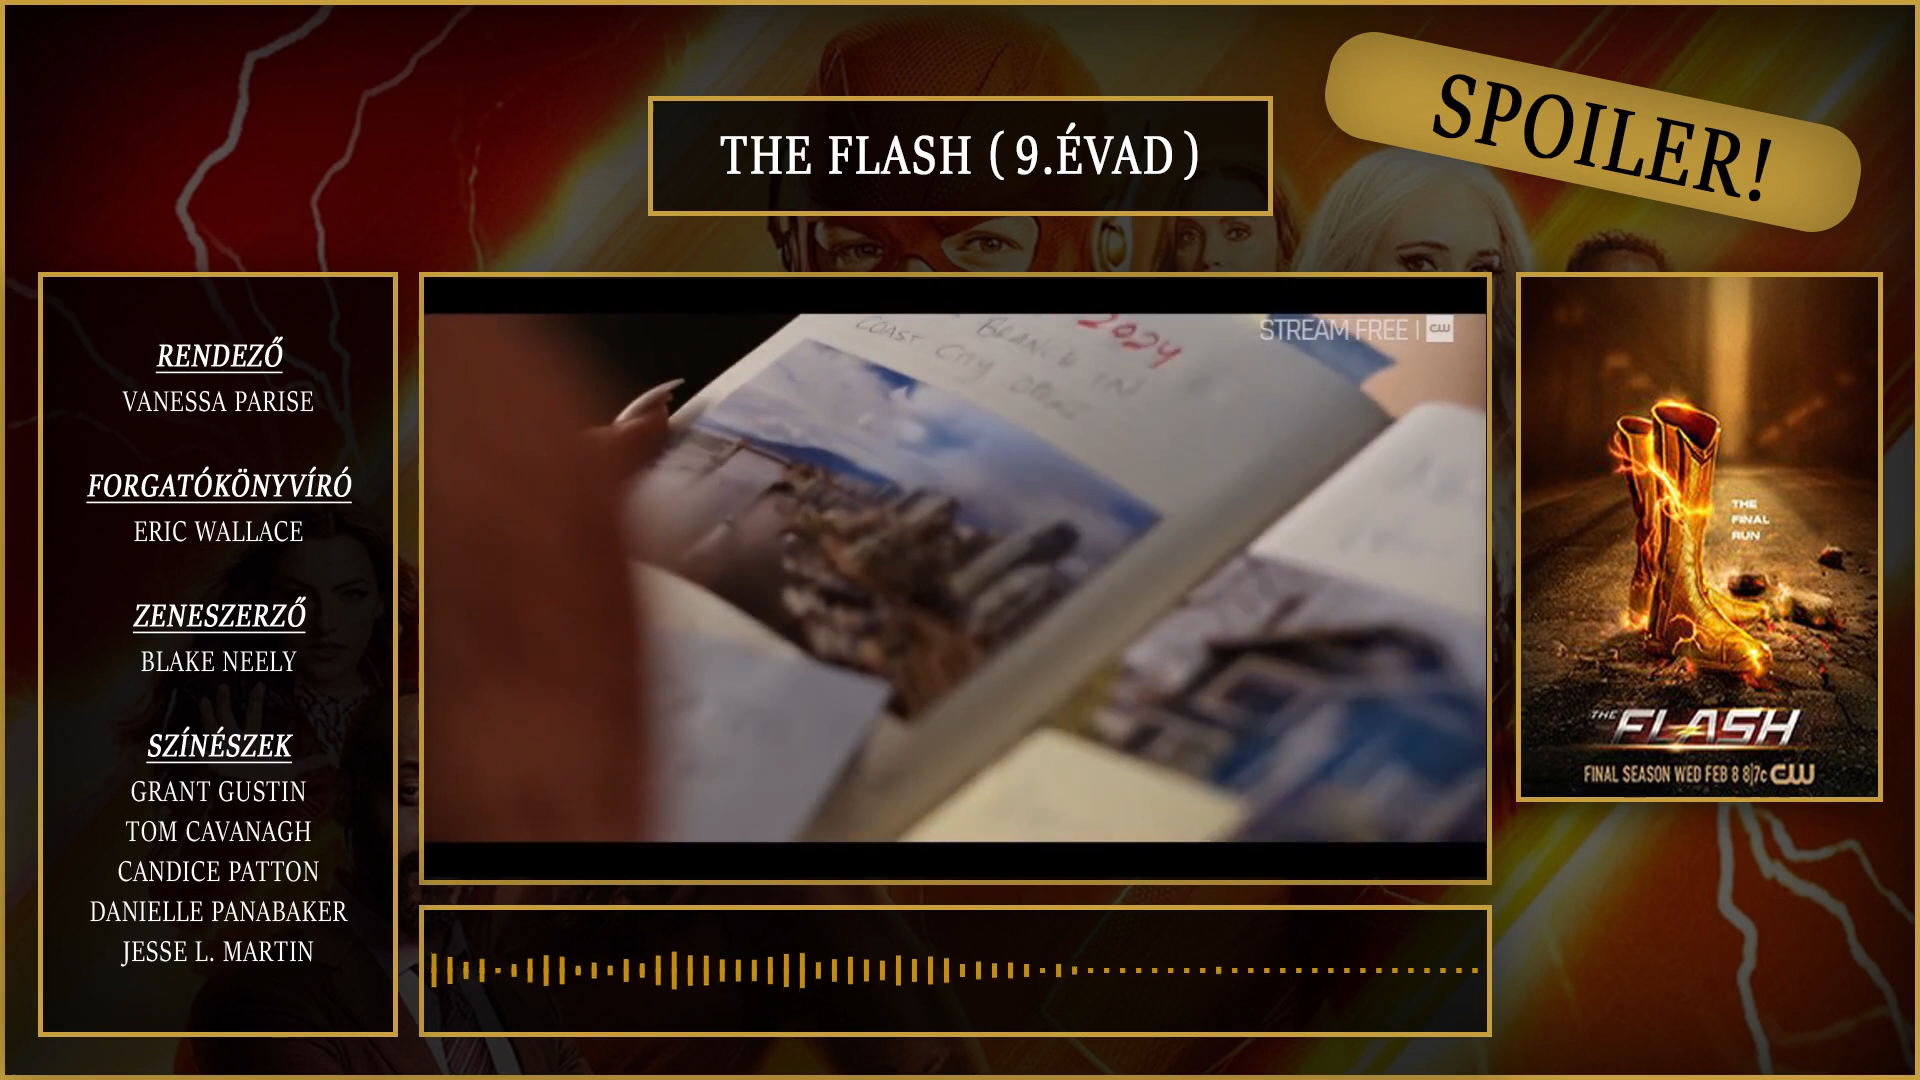 SPOILER!
THE FLASH ( 9.ÉVAD )
RENDEZŐ
VANESSA PARISE
FORGATÓKÖNYVÍRÓ
ERIC WALLACE
ZENESZERZŐ
BLAKE NEELY
SZÍNÉSZEK
GRANT GUSTIN
TOM CAVANAGH
CANDICE PATTON
DANIELLE PANABAKER
JESSE L. MARTIN
STREAM FREE | CW
2024
COAST CITY
IN
THE
FINAL
RUN
THE FLASH
FINAL SEASON WED FEB 8 8|7c CW